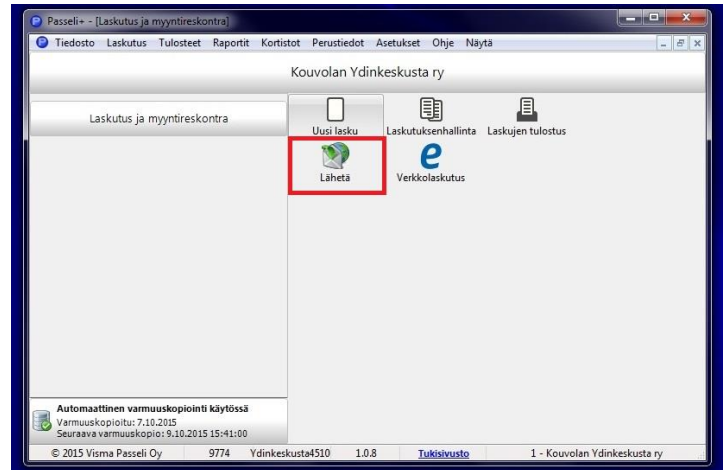 Passeli+ - [Laskutus ja myyntireskontra]
Tiedosto Laskutus Tulosteet Raportit Kortistot Perustiedot Asetukset Ohje Näytä
Kouvolan Ydinkeskusta ry
Laskutus ja myyntireskontra
Uusi lasku Laskutuksenhallinta Laskujen tulostus
Lähetä Verkkolaskutus
Automaattinen varmuuskopiointi käytössä
Varmuuskopioitu: 7.10.2015
Seuraava varmuuskopio: 9.10.2015 15:41:00
© 2015 Visma Passeli Oy 9774 Ydinkeskusta4510 1.0.8 Tukisivusto 1 - Kouvolan Ydinkeskusta ry